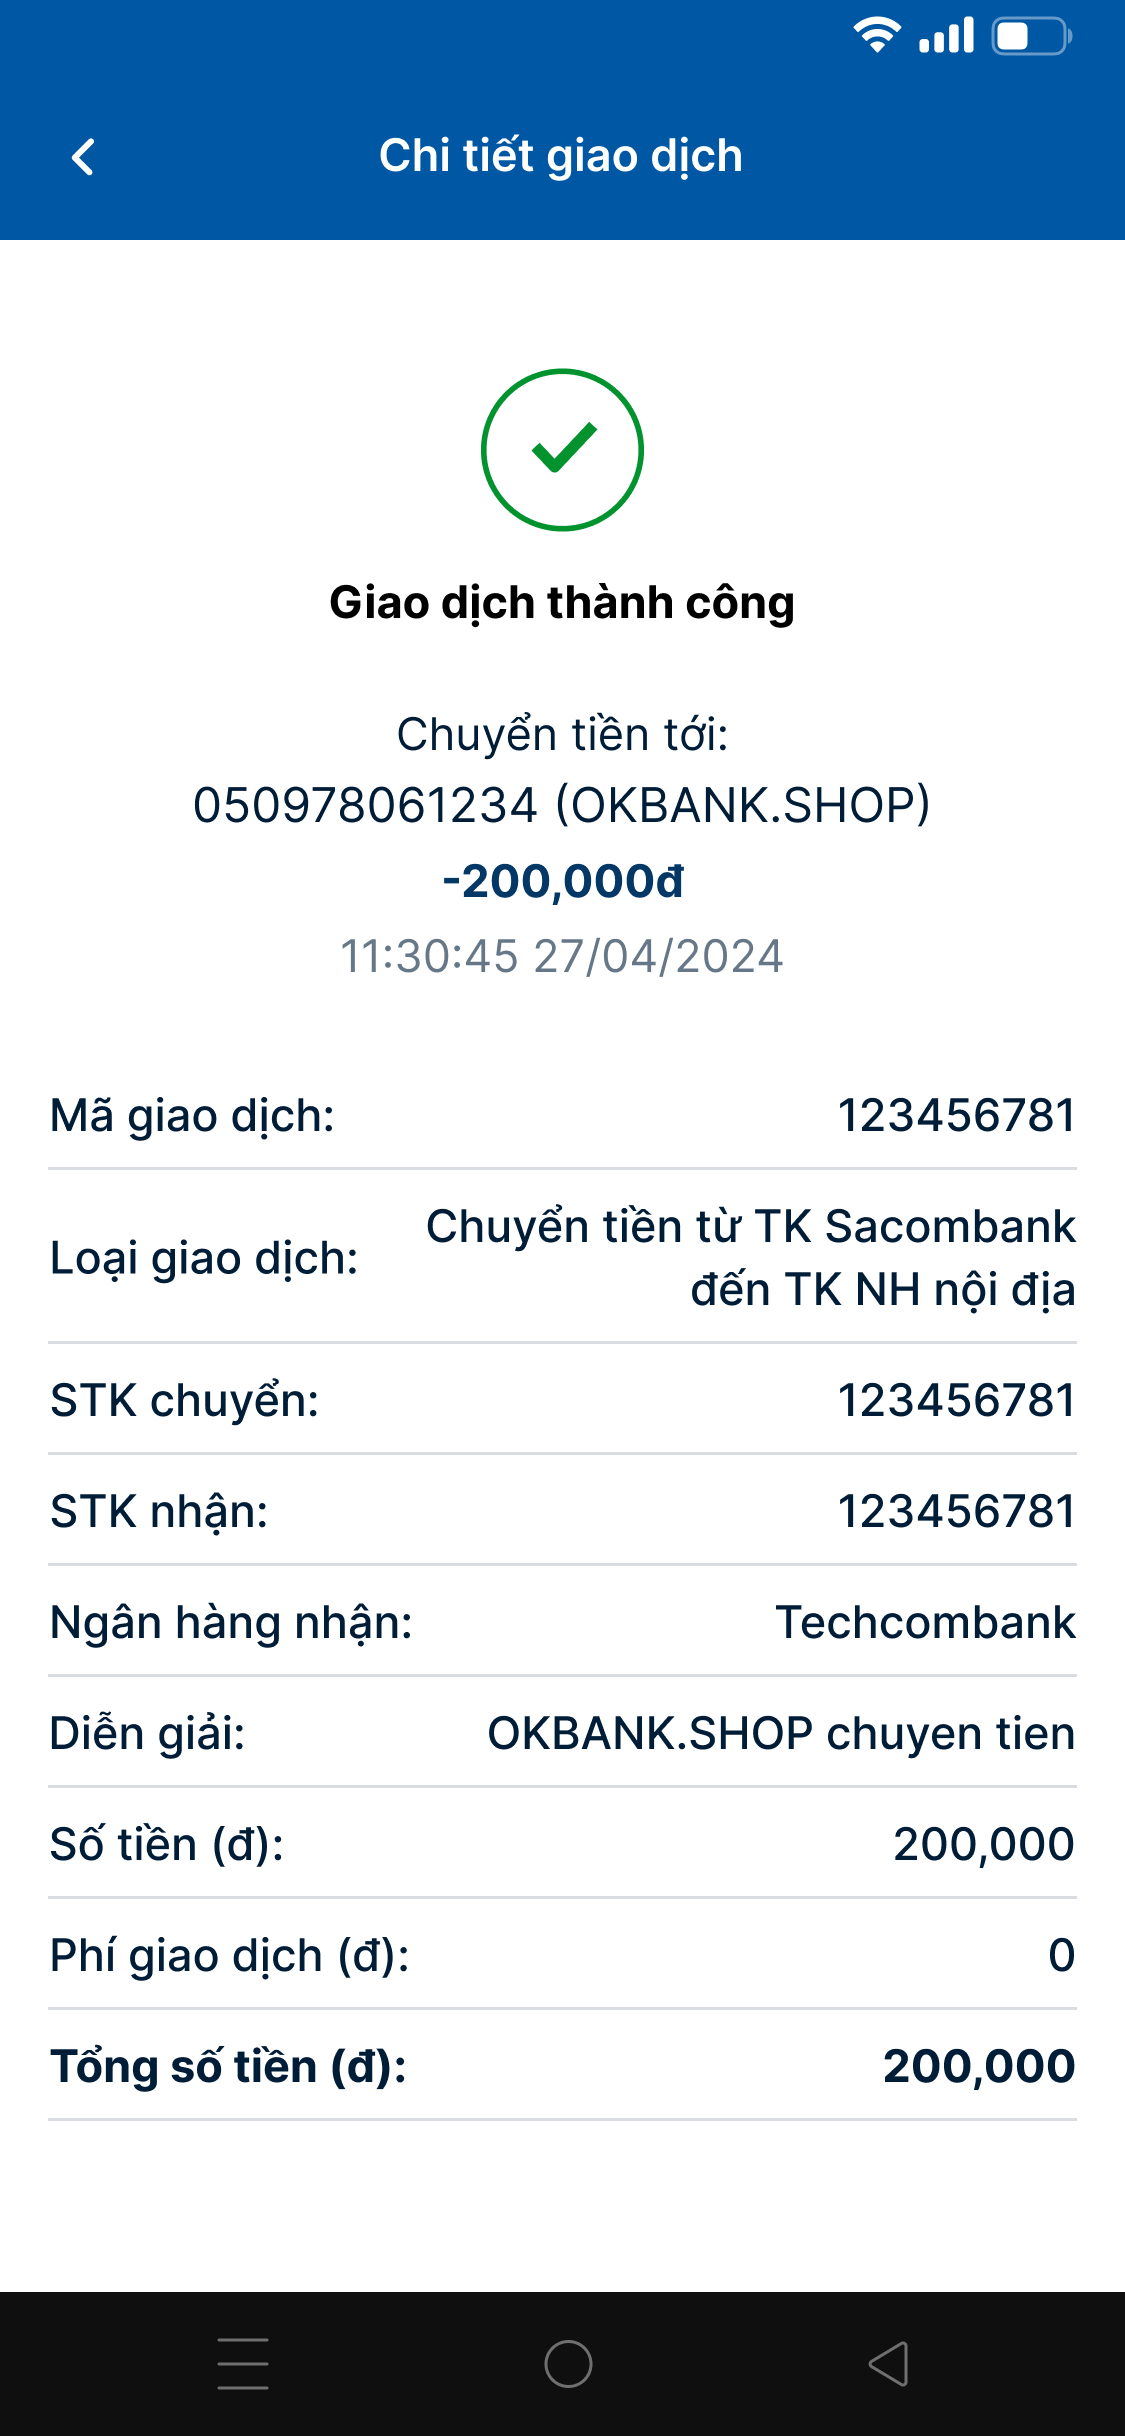 Chi tiết giao dịch
Giao dịch thành công
Chuyển tiền tới:
050978061234 (OKBANK.SHOP)
-200,000đ
11:30:45 27/04/2024
Mã giao dịch: 123456781
Loại giao dịch: Chuyển tiền từ TK Sacombank
đến TK NH nội địa
STK chuyển: 123456781
STK nhận: 123456781
Ngân hàng nhận: Techcombank
Diễn giải: OKBANK.SHOP chuyen tien
Số tiền (đ): 200,000
Phí giao dịch (đ): 0
Tổng số tiền (đ): 200,000